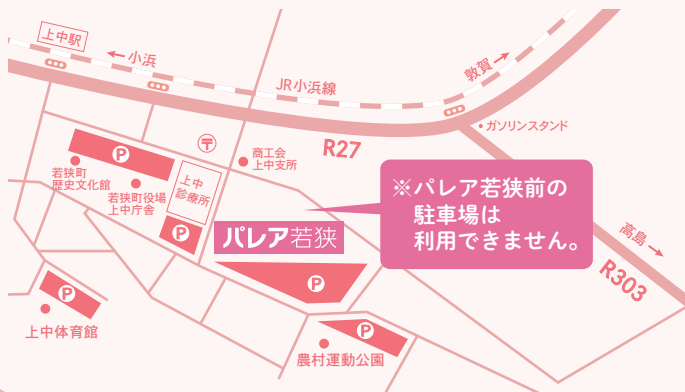 上中駅
←小浜
JR小浜線
敦賀→
ガソリンスタンド
R27
〒
商工会
上中支所
P
若狭町
歴史文化館
若狭町役場
上中庁舎
上中
診療所
P
パレア若狭
※パレア若狭前の
駐車場は
利用できません。
高島→
R303
P
P
上中体育館
P
農村運動公園